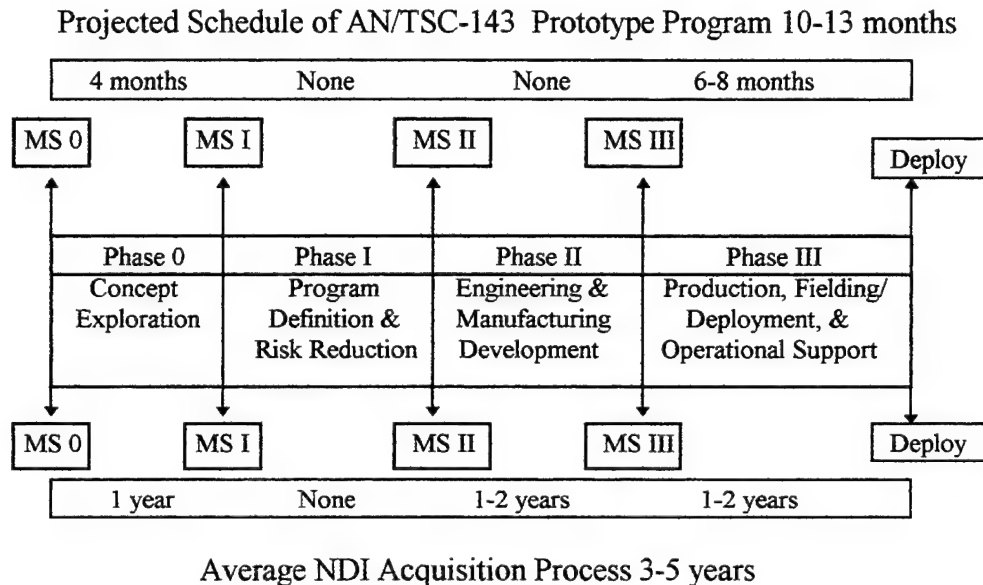 Projected Schedule of AN/TSC-143 Prototype Program 10-13 months
4 months None None 6-8 months
MS 0 MS I MS II MS III Deploy
Phase 0 Phase I Phase II Phase III
Concept Program Engineering & Production, Fielding/
Exploration Definition & Manufacturing Deployment, &
Risk Reduction Development Operational Support
MS 0 MS I MS II MS III Deploy
1 year None 1-2 years 1-2 years
Average NDI Acquisition Process 3-5 years